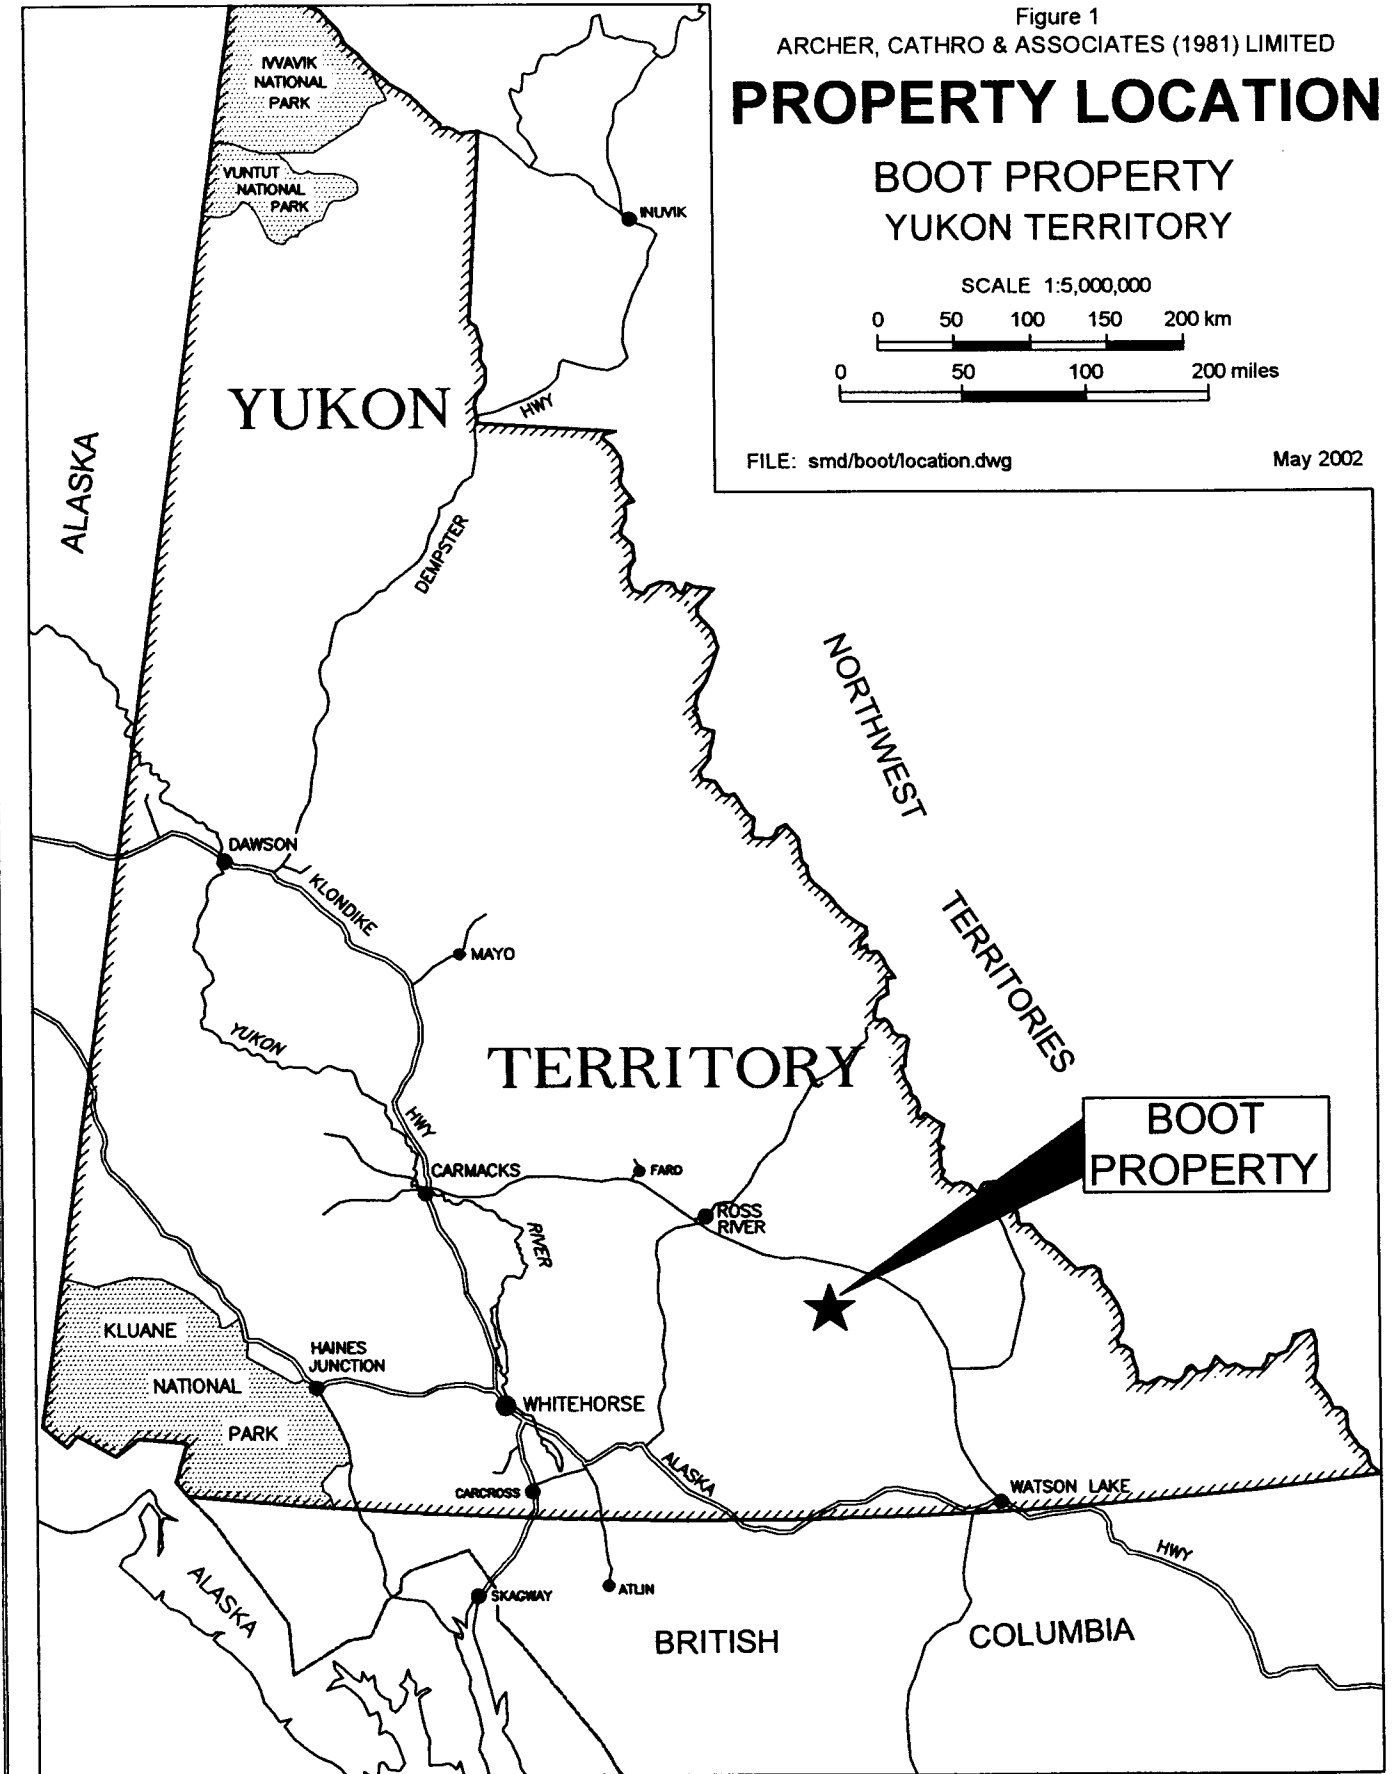 Figure 1
ARCHER, CATHRO & ASSOCIATES (1981) LIMITED
PROPERTY LOCATION
BOOT PROPERTY
YUKON TERRITORY
SCALE 1:5,000,000
0 50 100 150 200 km
0 50 100 200 miles
FILE: smd/boot/location.dwg May 2002
IVVAVIK
NATIONAL
PARK
VUNTUT
NATIONAL
PARK
INUVIK
YUKON
HWY
ALASKA
DEMPSTER
NORTHWEST
DAWSON
KLONDIKE
MAYO
TERRITORIES
YUKON
TERRITORY
HWY
BOOT
PROPERTY
CARMACKS
FARO
ROSS
RIVER
RIVER
KLUANE
HAINES
JUNCTION
NATIONAL
WHITEHORSE
PARK
ALASKA
CARCROSS
WATSON LAKE
HWY
ALASKA
SKAGWAY
ATLIN
BRITISH
COLUMBIA